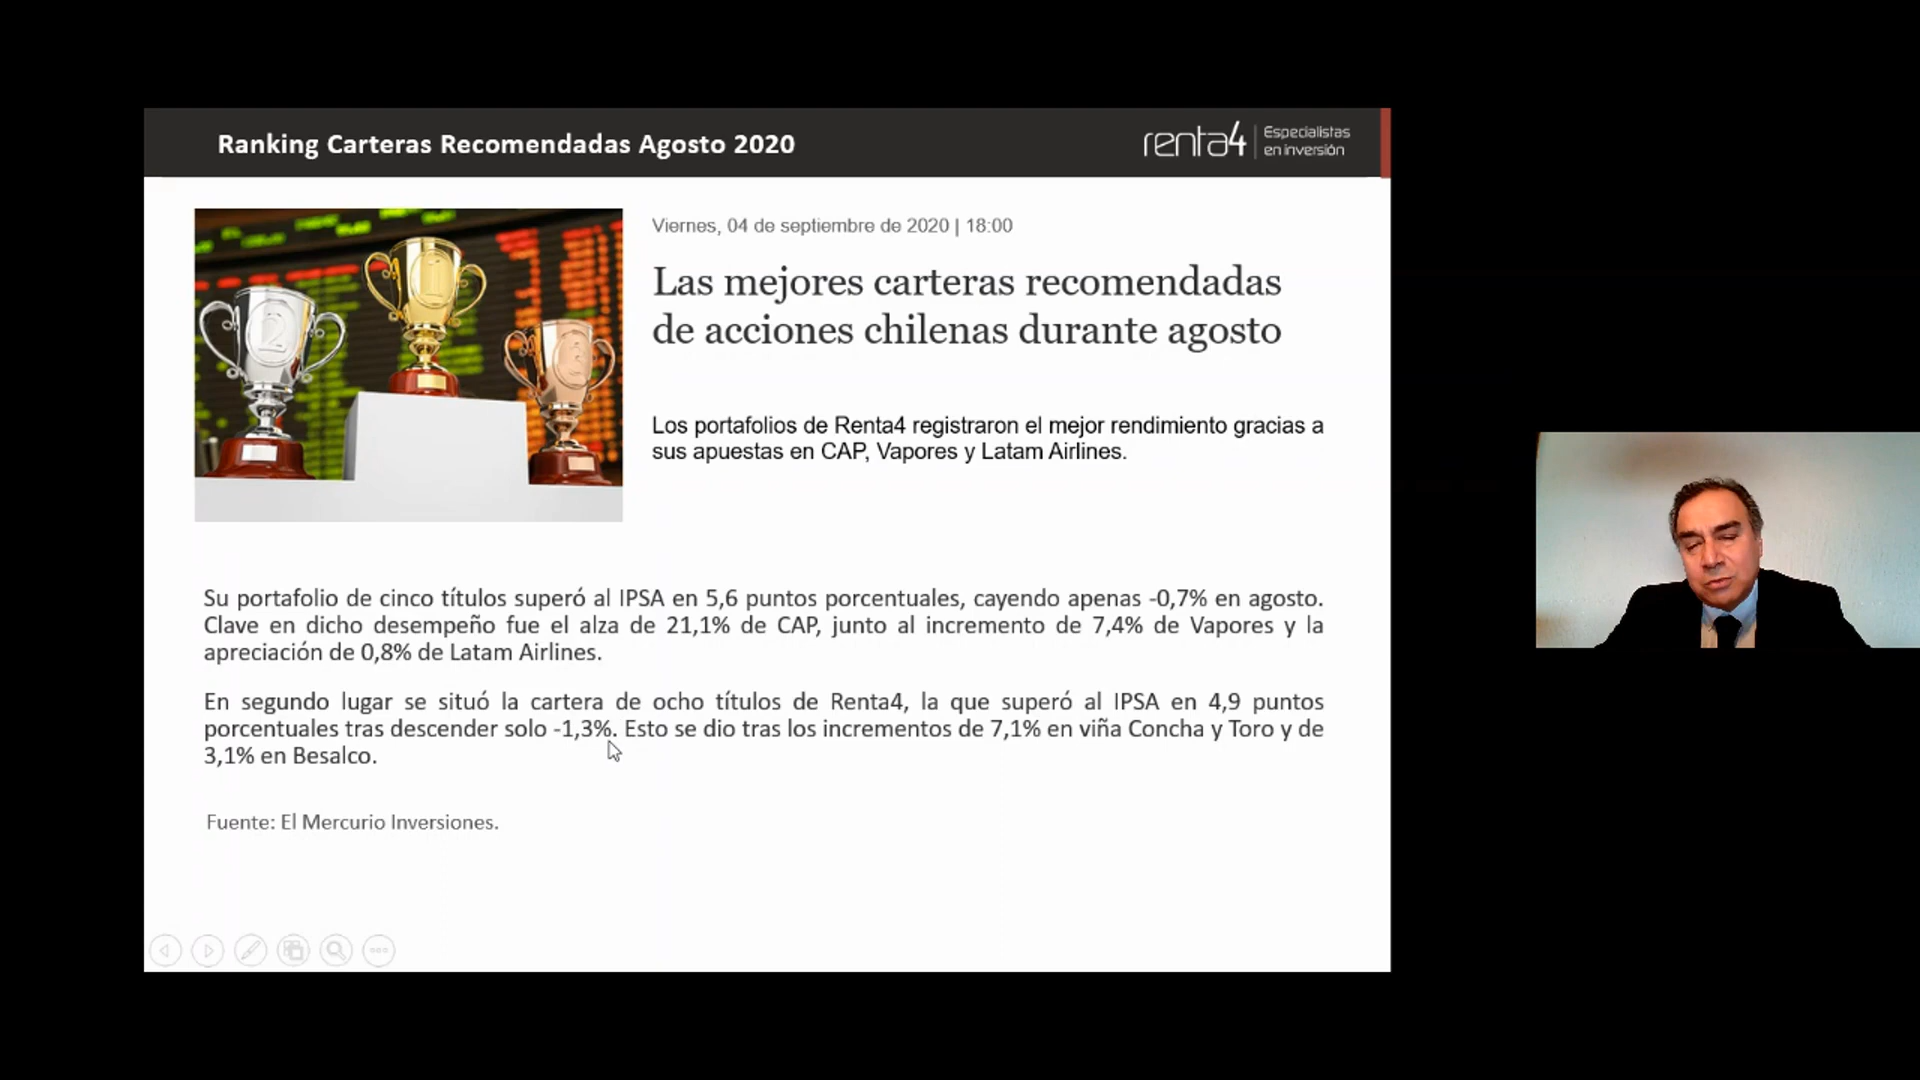 Ranking Carteras Recomendadas Agosto 2020
renta4
Especialistas
en inversión
Viernes, 04 de septiembre de 2020 | 18:00
Las mejores carteras recomendadas
de acciones chilenas durante agosto
Los portafolios de Renta4 registraron el mejor rendimiento gracias a
sus apuestas en CAP, Vapores y Latam Airlines.
1
2
3
Su portafolio de cinco títulos superó al IPSA en 5,6 puntos porcentuales, cayendo apenas -0,7% en agosto.
Clave en dicho desempeño fue el alza de 21,1% de CAP, junto al incremento de 7,4% de Vapores y la
apreciación de 0,8% de Latam Airlines.
En segundo lugar se situó la cartera de ocho títulos de Renta4, la que superó al IPSA en 4,9 puntos
porcentuales tras descender solo -1,3%. Esto se dio tras los incrementos de 7,1% en viña Concha y Toro y de
3,1% en Besalco.
Fuente: El Mercurio Inversiones.